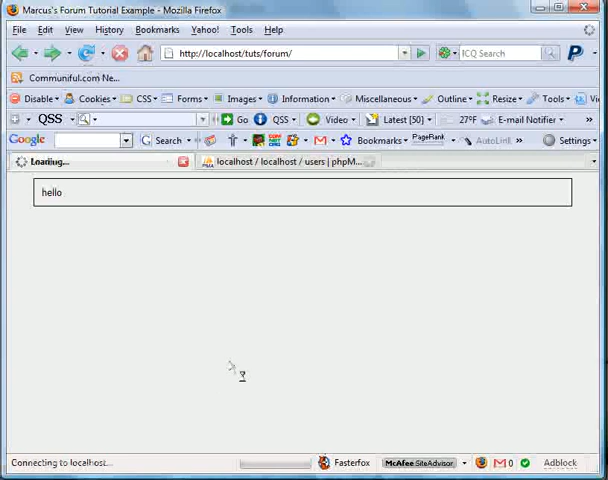 Marcus's Forum Tutorial Example - Mozilla Firefox
File Edit View History Bookmarks Yahoo! Tools Help
http://localhost/tuts/forum/ ICQ Search
Communiful.com Ne...
Disable Cookies CSS Forms Images Information Miscellaneous Outline Resize Tools
QSS Go QSS Video Latest [50] 27°F E-mail Notifier »
Google Search Bookmarks PageRank AutoLink » Settings
Loading... localhost / localhost / users | phpM...
hello
Connecting to localhost... Fasterfox McAfee SiteAdvisor 0 Adblock